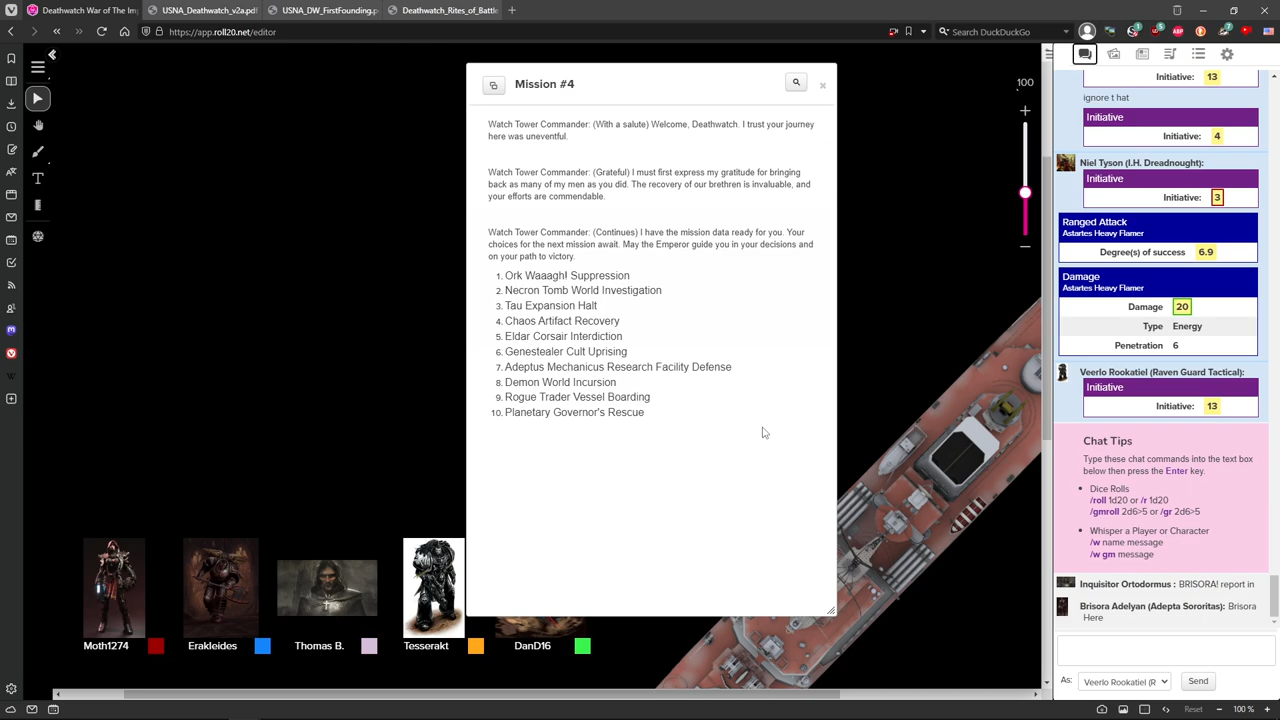 Deathwatch War of The Im
USNA_Deathwatch_v2a.pdf
USNA_DW_FirstFounding.p
Deathwatch_Rites_of_Battle
https://app.roll20.net/editor
Search DuckDuckGo
Mission #4
Watch Tower Commander: (With a salute) Welcome, Deathwatch. I trust your journey
here was uneventful.
Watch Tower Commander: (Grateful) I must first express my gratitude for bringing
back as many of my men as you did. The recovery of our brethren is invaluable, and
your efforts are commendable.
Watch Tower Commander: (Continues) I have the mission data ready for you. Your
choices for the next mission await. May the Emperor guide you in your decisions and
on your path to victory.
1. Ork Waaagh! Suppression
2. Necron Tomb World Investigation
3. Tau Expansion Halt
4. Chaos Artifact Recovery
5. Eldar Corsair Interdiction
6. Genestealer Cult Uprising
7. Adeptus Mechanicus Research Facility Defense
8. Demon World Incursion
9. Rogue Trader Vessel Boarding
10. Planetary Governor's Rescue
100
Moth1274
Erakleides
Thomas B.
Tesserakt
DanD16
Initiative: 13
ignore t hat
Initiative
Initiative: 4
Niel Tyson (I.H. Dreadnought):
Initiative
Initiative: 3
Ranged Attack
Astartes Heavy Flamer
Degree(s) of success 6.9
Damage
Astartes Heavy Flamer
Damage 20
Type Energy
Penetration 6
Veerlo Rookatiel (Raven Guard Tactical):
Initiative
Initiative: 13
Chat Tips
Type these chat commands into the text box
below then press the Enter key.
Dice Rolls
/roll 1d20 or /r 1d20
/gmroll 2d6>5 or /gr 2d6>5
Whisper a Player or Character
/w name message
/w gm message
Inquisitor Ortodormus : BRISORA! report in
Brisora Adelyan (Adepta Sororitas): Brisora
Here
As: Veerlo Rookatiel (R
Send
Reset
100 %